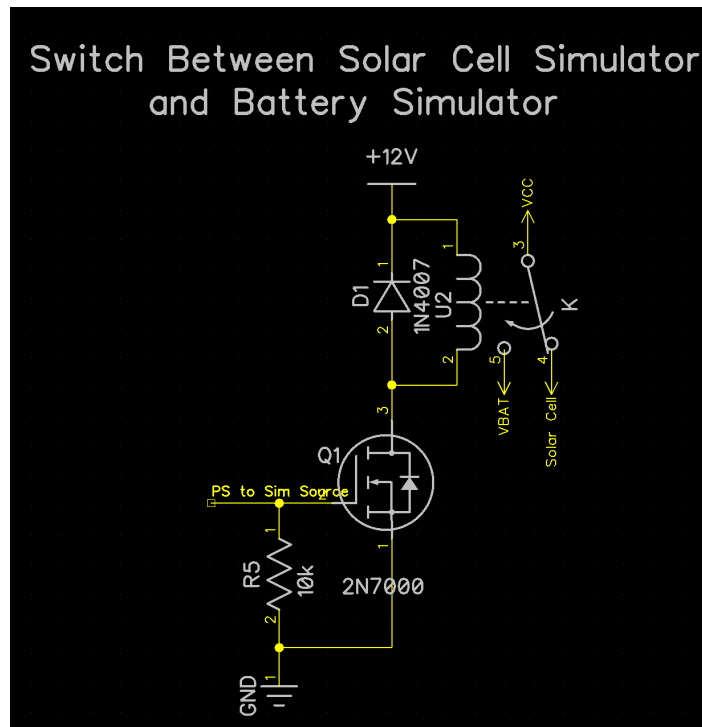 Switch Between Solar Cell Simulator
and Battery Simulator
+12V
VCC
3
1
1
D1
1N4007
U2
K
2
2
5
4
VBAT
Solar Cell
3
Q1
PS to Sim Source
2
1
1
R5
10k
2N7000
2
GND
1